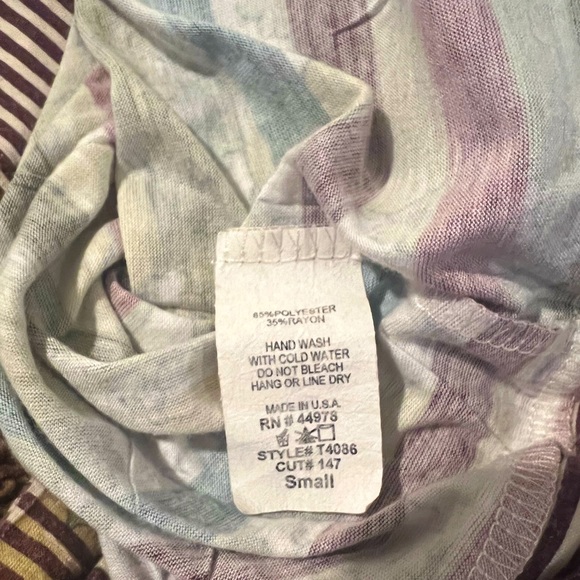 65%POLYESTER
35%RAYON
HAND WASH
WITH COLD WATER
DO NOT BLEACH
HANG OR LINE DRY
MADE IN U.S.A.
RN# 44978
STYLE# T4086
CUT# 147
Small